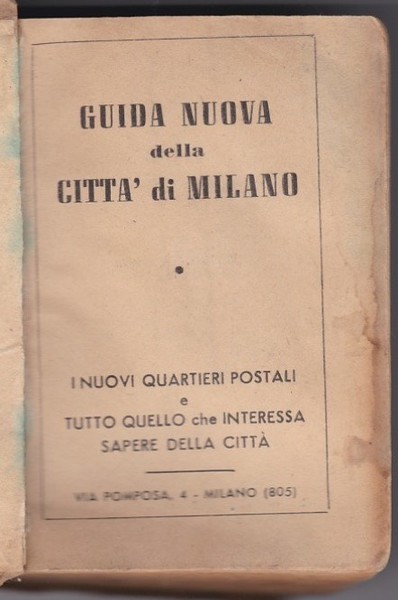 GUIDA NUOVA
della
CITTA' di MILANO
•
I NUOVI QUARTIERI POSTALI
e
TUTTO QUELLO che INTERESSA
SAPERE DELLA CITTÀ
VIA POMPOSA, 4 - MILANO (805)